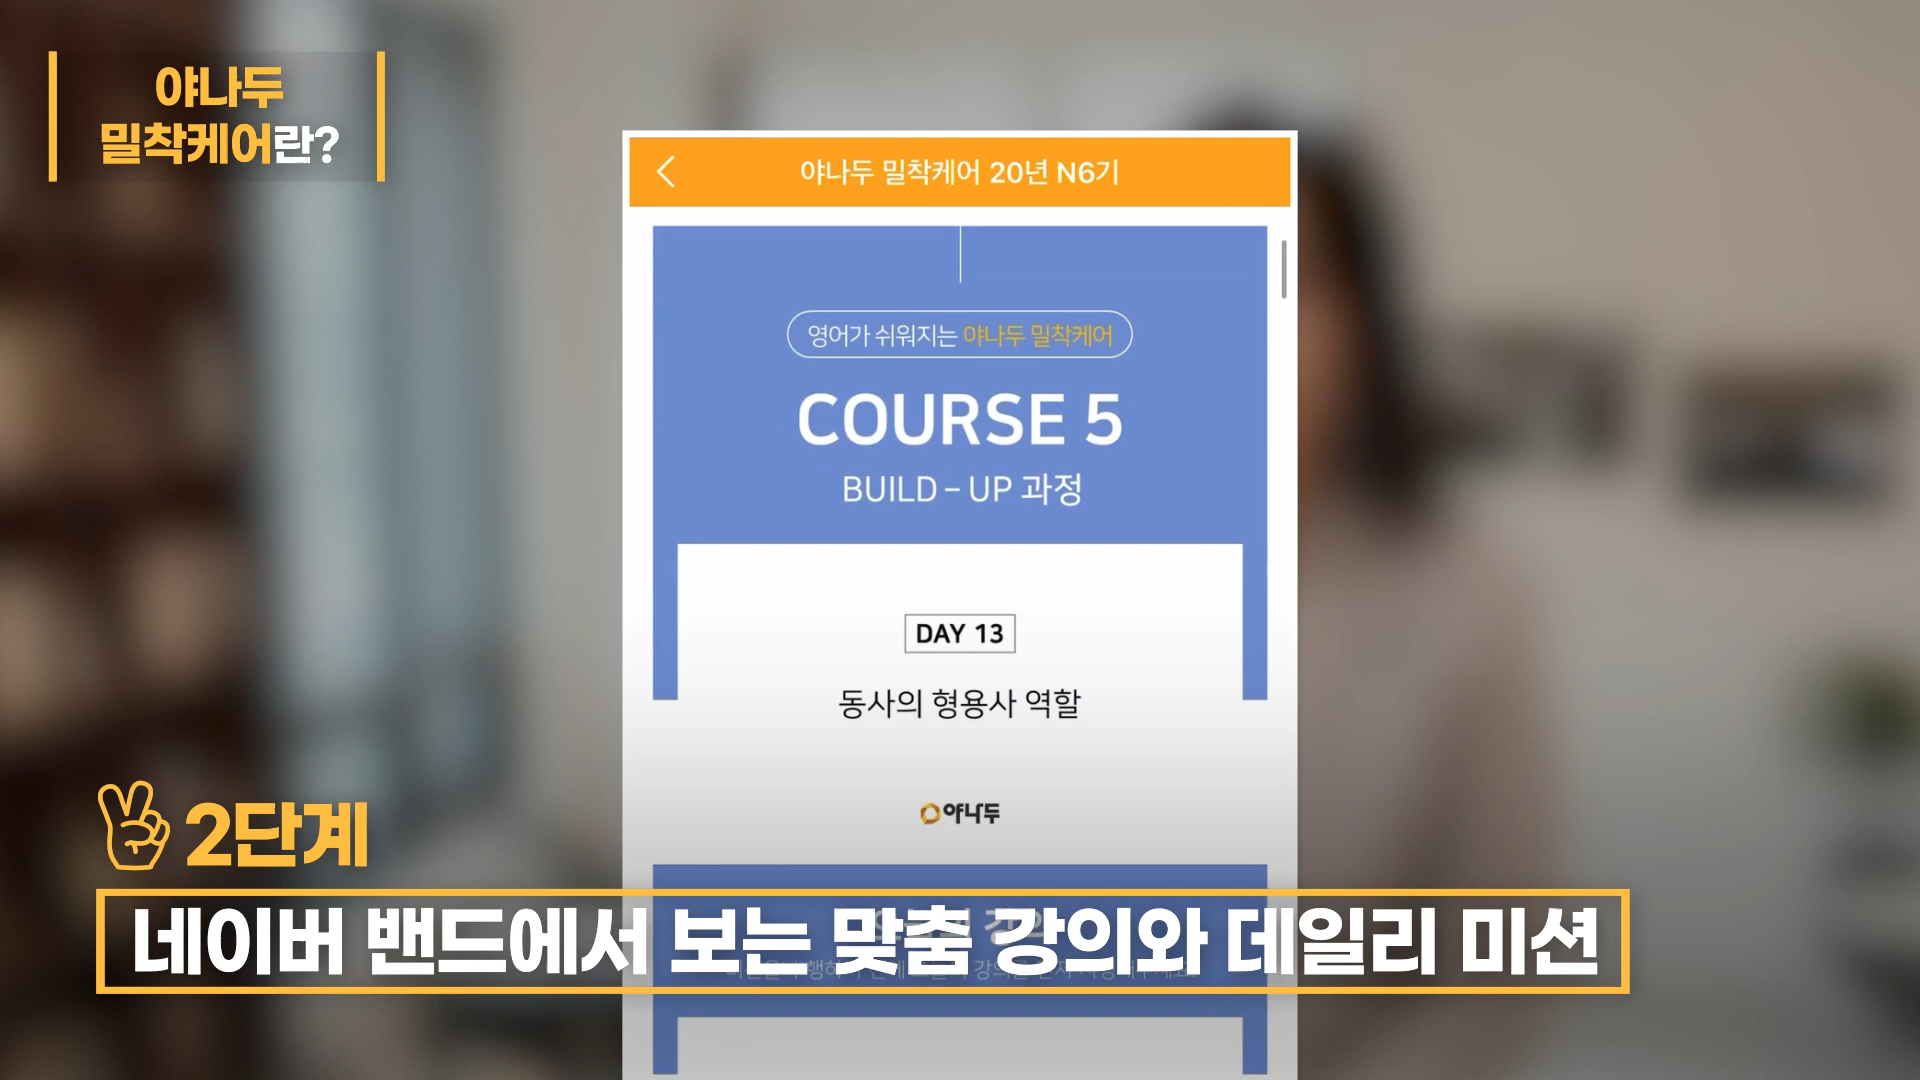 야나두
밀착케어란?
야나두 밀착케어 20년 N6기
영어가 쉬워지는 야나두 밀착케어
COURSE 5
BUILD - UP 과정
DAY 13
동사의 형용사 역할
야나두
2단계
네이버 밴드에서 보는 맞춤 강의와 데일리 미션